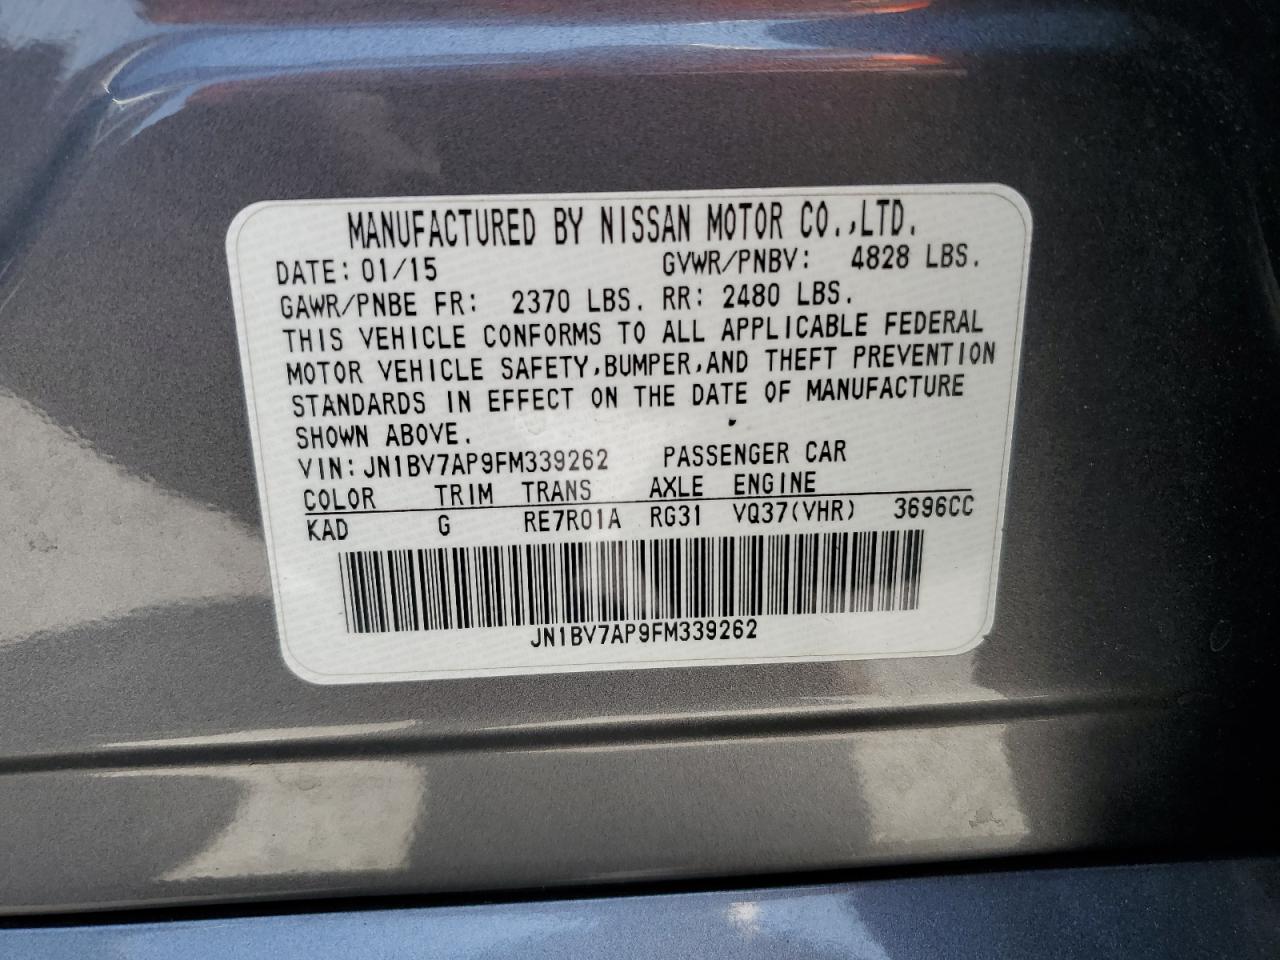 MANUFACTURED BY NISSAN MOTOR CO.,LTD.
DATE: 01/15 GVWR/PNBV: 4828 LBS.
GAWR/PNBE FR: 2370 LBS. RR: 2480 LBS.
THIS VEHICLE CONFORMS TO ALL APPLICABLE FEDERAL
MOTOR VEHICLE SAFETY,BUMPER,AND THEFT PREVENTION
STANDARDS IN EFFECT ON THE DATE OF MANUFACTURE
SHOWN ABOVE.
VIN: JN1BV7AP9FM339262 PASSENGER CAR
COLOR TRIM TRANS AXLE ENGINE
KAD G RE7R01A RG31 VQ37(VHR) 3696CC
JN1BV7AP9FM339262